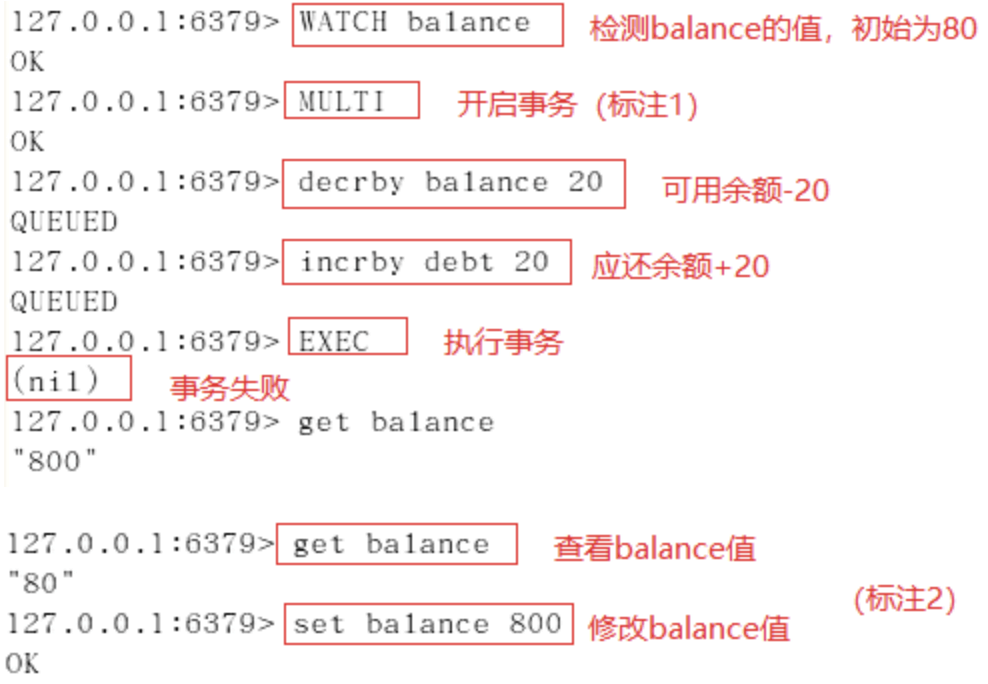 127.0.0.1:6379> WATCH balance 检测balance的值，初始为80
OK
127.0.0.1:6379> MULTI 开启事务（标注1)
OK
127.0.0.1:6379> decrby balance 20 可用余额-20
QUEUED
127.0.0.1:6379> incrby debt 20 应还余额+20
QUEUED
127.0.0.1:6379> EXEC 执行事务
(nil) 事务失败
127.0.0.1:6379> get balance
"800"
127.0.0.1:6379> get balance 查看balance值
"80"
(标注2)
127.0.0.1:6379> set balance 800 修改balance值
OK